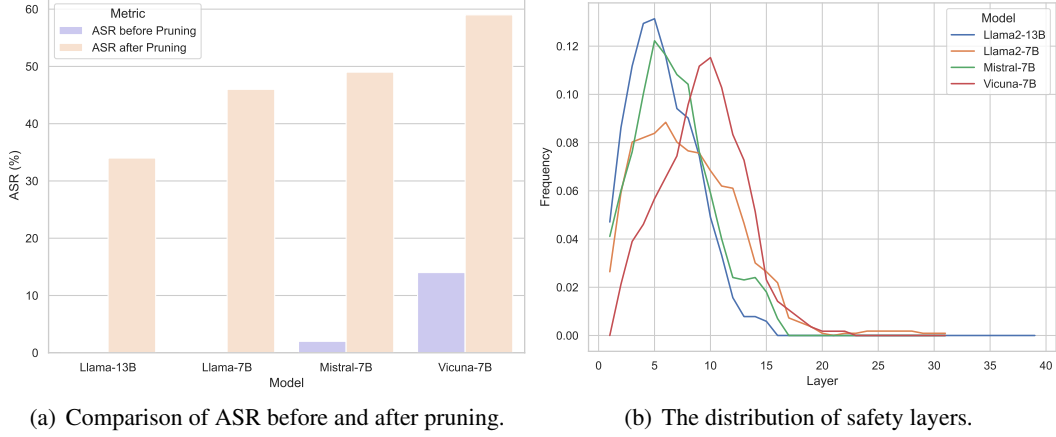 Metric
ASR before Pruning
ASR after Pruning
60
50
40
30
20
10
0
ASR (%)
Llama-13B Llama-7B Mistral-7B Vicuna-7B
Model
(a) Comparison of ASR before and after pruning.
Model
Llama2-13B
Llama2-7B
Mistral-7B
Vicuna-7B
0.12
0.10
0.08
0.06
0.04
0.02
0.00
Frequency
0 5 10 15 20 25 30 35 40
Layer
(b) The distribution of safety layers.